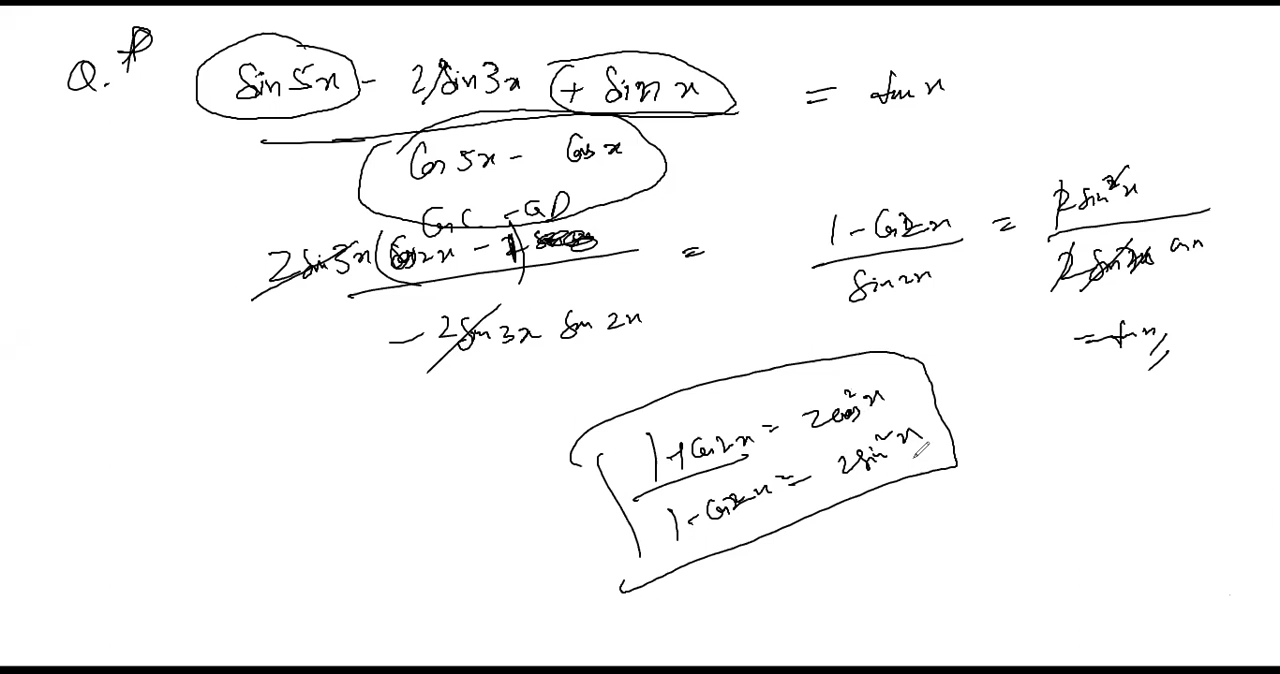 Q. P
Sin 5x - 2 sin 3x + sin x = tan x
Cos 5x - Cos x
Cos C - Cos D
2 sin 3x (Cos 2x - 1) = 1 - Cos 2x = 2 sin²x
- 2 sin 3x sin 2x sin 2x 2 sin x cos x
= tan x
1 + Cos 2x = 2 cos²x
1 - Cos 2x = 2 sin²x